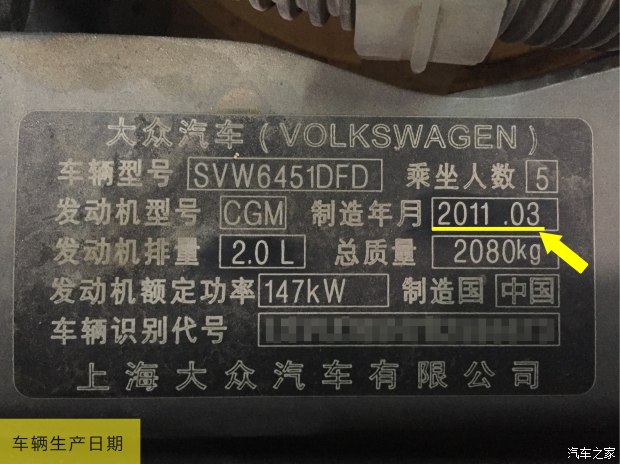 大众汽车(VOLKSWAGEN)
车辆型号 SVW6451DFD 乘坐人数 5
发动机型号 CGM 制造年月 2011.03
发动机排量 2.0L 总质量 2080kg
发动机额定功率 147kW 制造国 中国
车辆识别代号
上海大众汽车有限公司
车辆生产日期
汽车之家